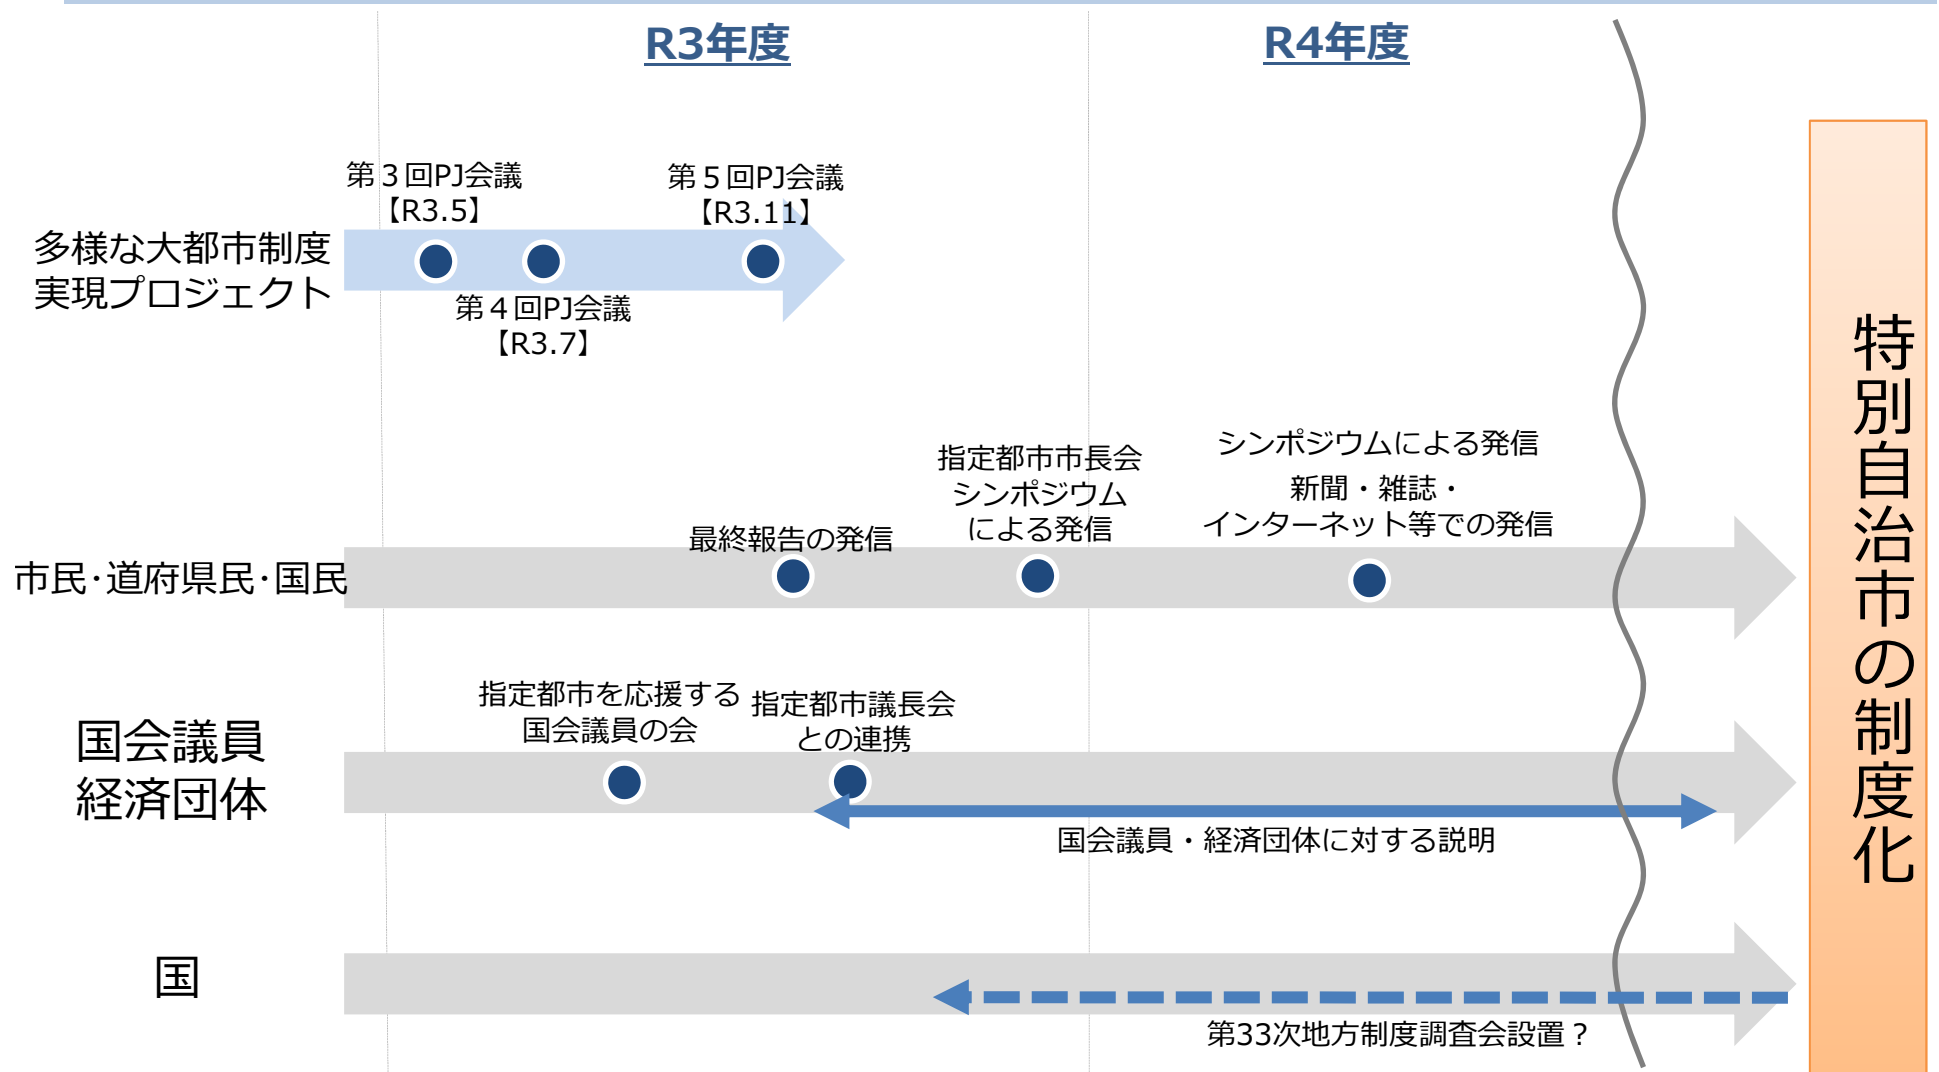 R3年度
R4年度
第３回PJ会議
【R3.5】
第５回PJ会議
【R3.11】
多様な大都市制度
実現プロジェクト
第４回PJ会議
【R3.7】
指定都市市長会
シンポジウム
による発信
シンポジウムによる発信
新聞・雑誌・
インターネット等での発信
最終報告の発信
市民･道府県民･国民
指定都市を応援する
国会議員の会
指定都市議長会
との連携
国会議員
経済団体
国会議員・経済団体に対する説明
国
第33次地方制度調査会設置？
特別自治市の制度化